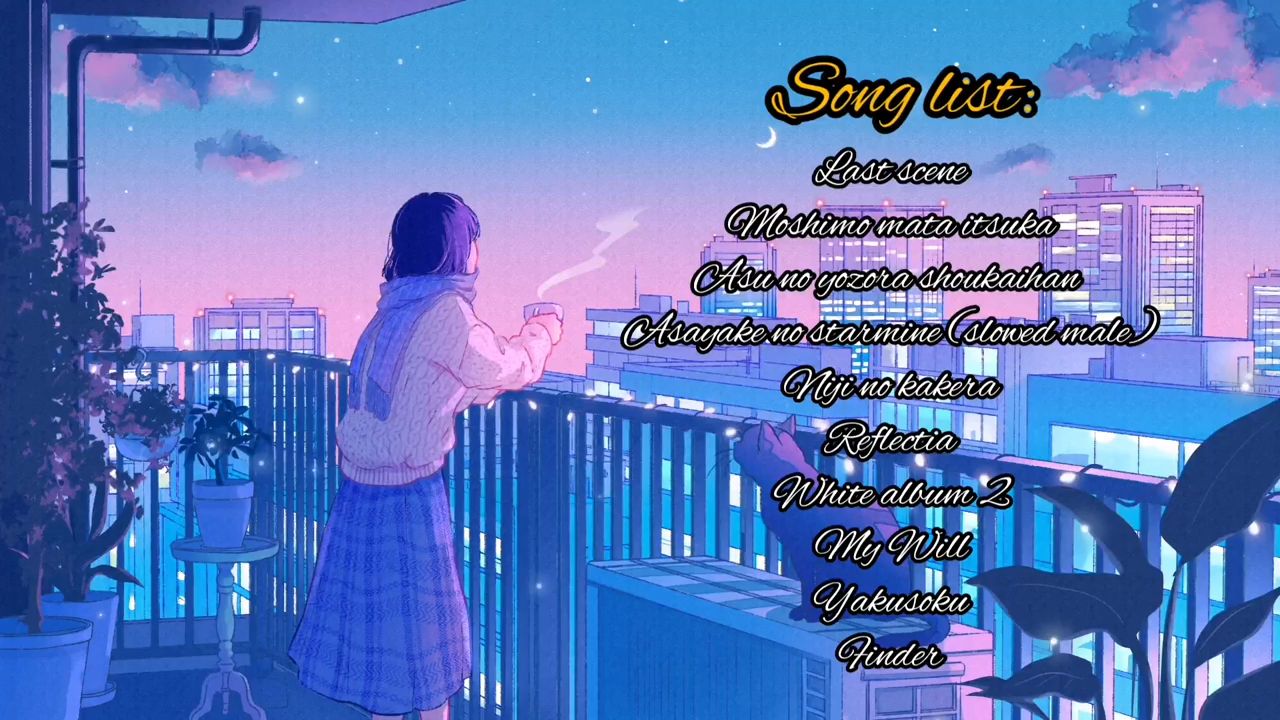 Song list:
Last scene
Moshimo mata itsuka
Asu no yozora shoukaihan
Asayake no starmine (slowed male)
Niji no kakera
Reflectia
White album 2
My Will
Yakusoku
Finder